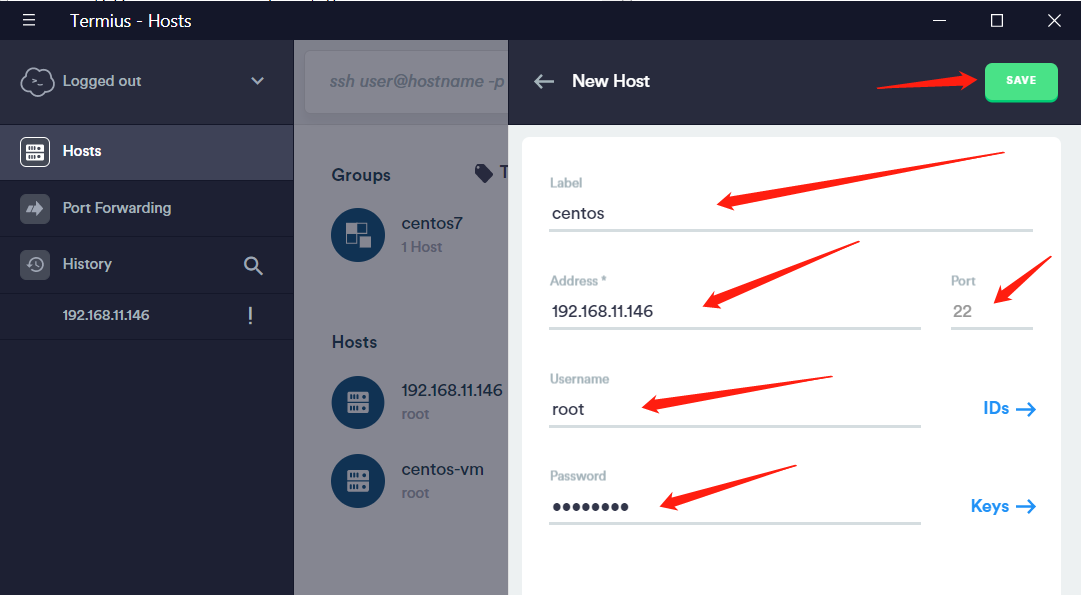 Termius - Hosts
Logged out
Hosts
Port Forwarding
History
192.168.11.146
ssh user@hostname -p
Groups
T
centos7
1 Host
Hosts
192.168.11.146
root
centos-vm
root
New Host
SAVE
Label
centos
Address *
Port
192.168.11.146
22
Username
root
IDs
Password
••••••••
Keys